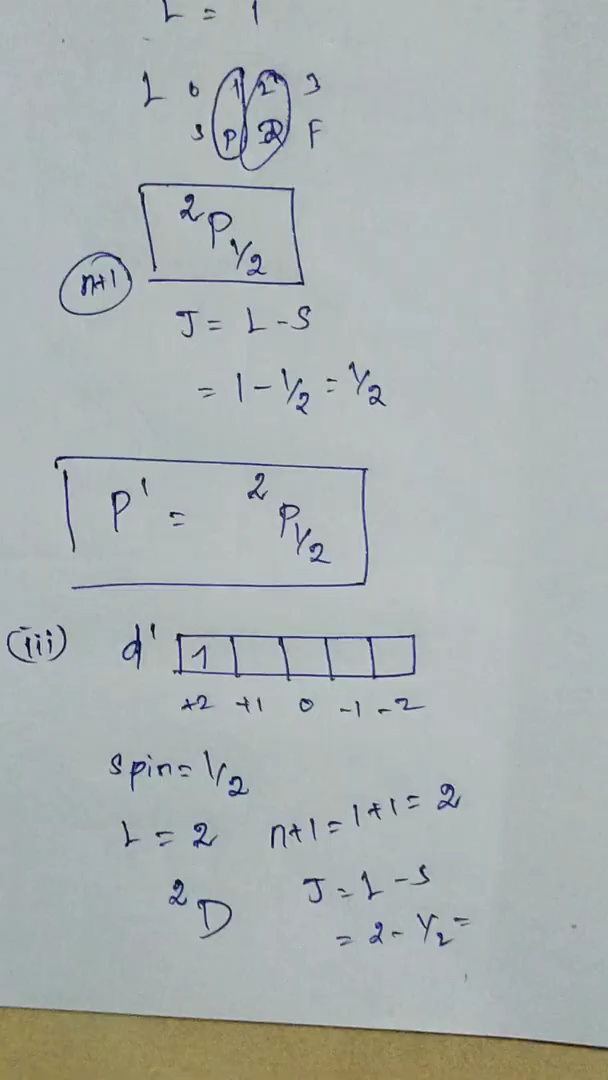 L = 1
L 0 1 2 3
S P D F
²P₁/₂
n+1
J = L - S
= 1 - 1/2 = 1/2
P¹ = ²P₁/₂
(iii) d¹ 1
+2 +1 0 -1 -2
Spin = 1/2
L = 2 n+1 = 1+1 = 2
²D J = L - S
= 2 - 1/2 =